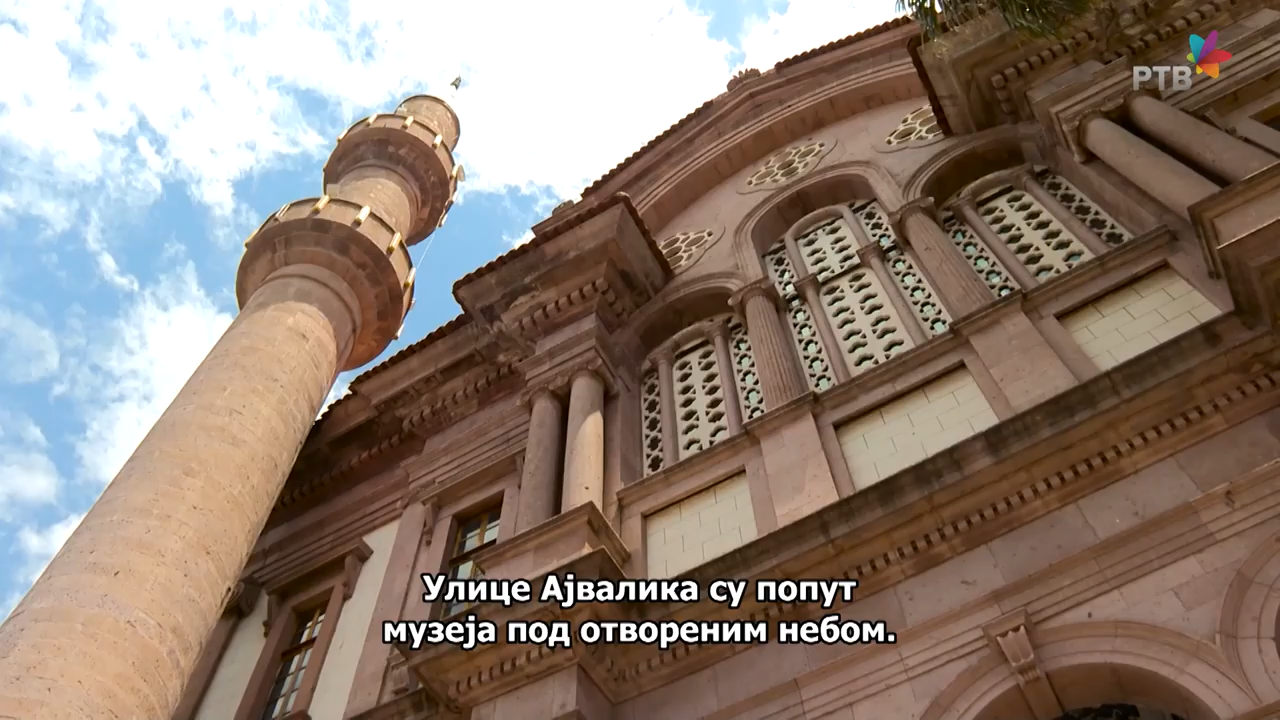 РТВ
Улице Ајвалика су попут
музеја под отвореним небом.